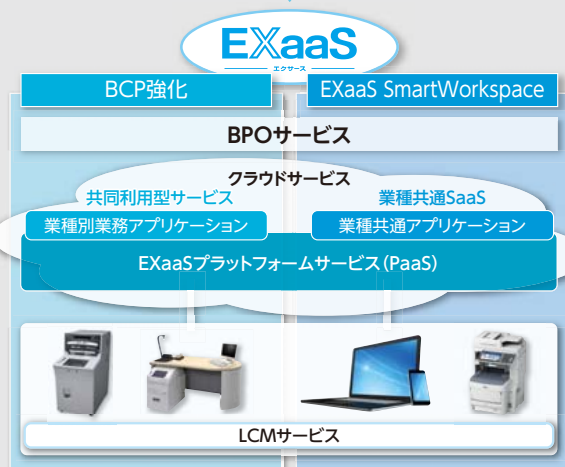 EXaaS
エクサース
BCP強化
EXaaS SmartWorkspace
BPOサービス
クラウドサービス
共同利用型サービス
業種共通SaaS
業種別業務アプリケーション
業種共通アプリケーション
EXaaSプラットフォームサービス(PaaS)
LCMサービス